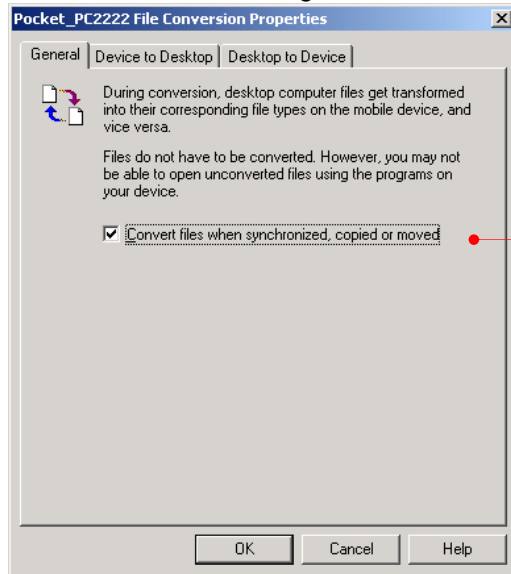 Pocket_PC2222 File Conversion Properties
General Device to Desktop Desktop to Device
During conversion, desktop computer files get transformed
into their corresponding file types on the mobile device, and
vice versa.
Files do not have to be converted. However, you may not
be able to open unconverted files using the programs on
your device.
Convert files when synchronized, copied or moved
OK Cancel Help